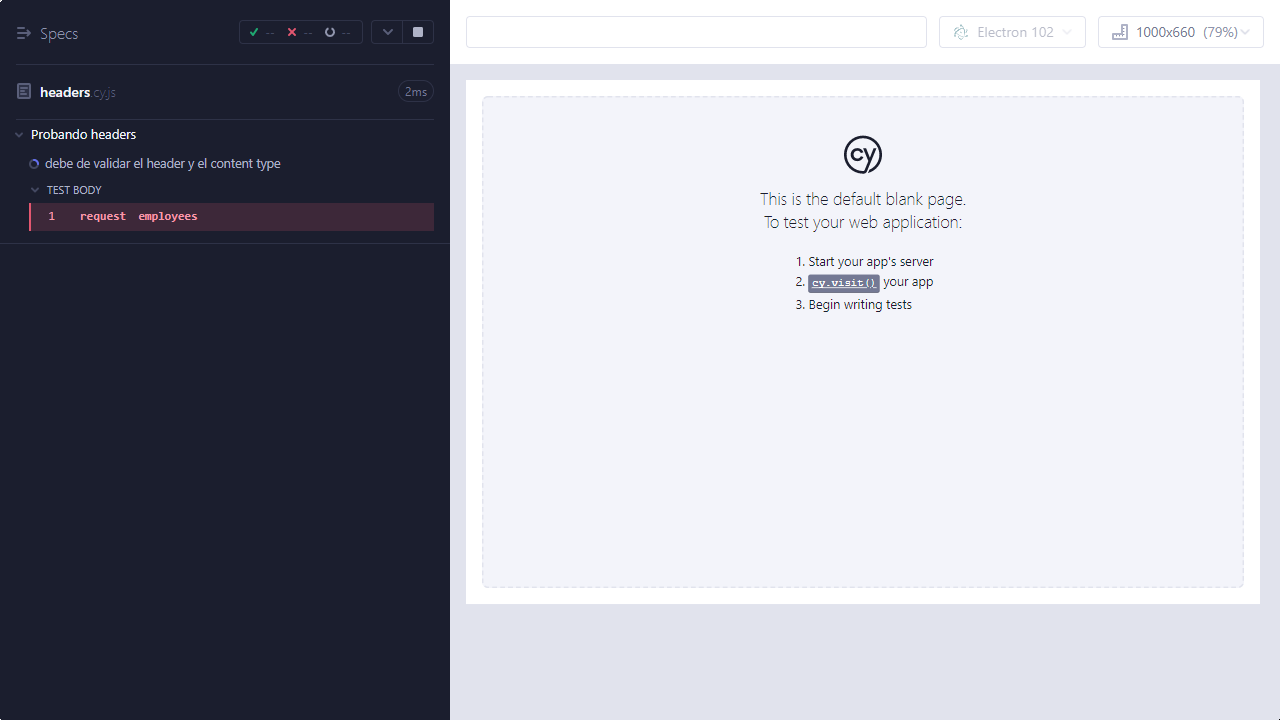 Specs
--
--
--
headers.cy.js
2ms
Probando headers
debe de validar el header y el content type
TEST BODY
1 request employees
Electron 102
1000x660 (79%)
cy
This is the default blank page.
To test your web application:
1. Start your app's server
2. cy.visit() your app
3. Begin writing tests